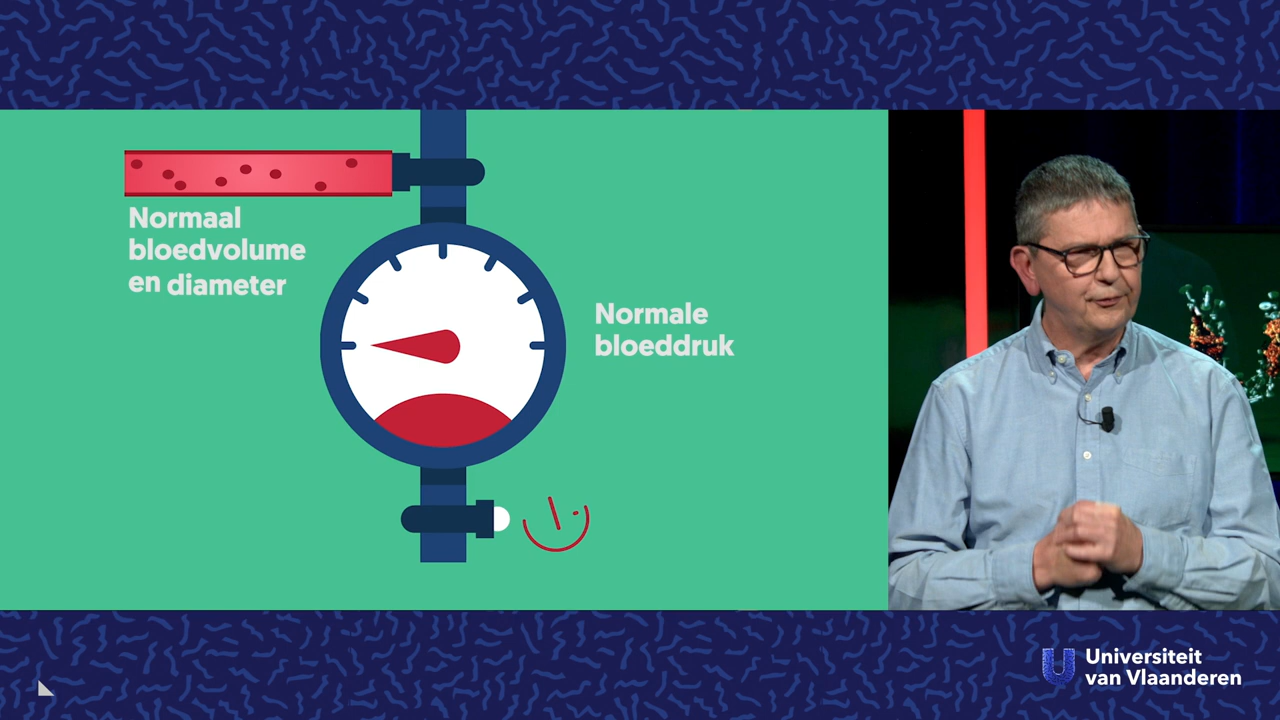 Normaal
bloedvolume
en diameter
Normale
bloeddruk
Universiteit
van Vlaanderen